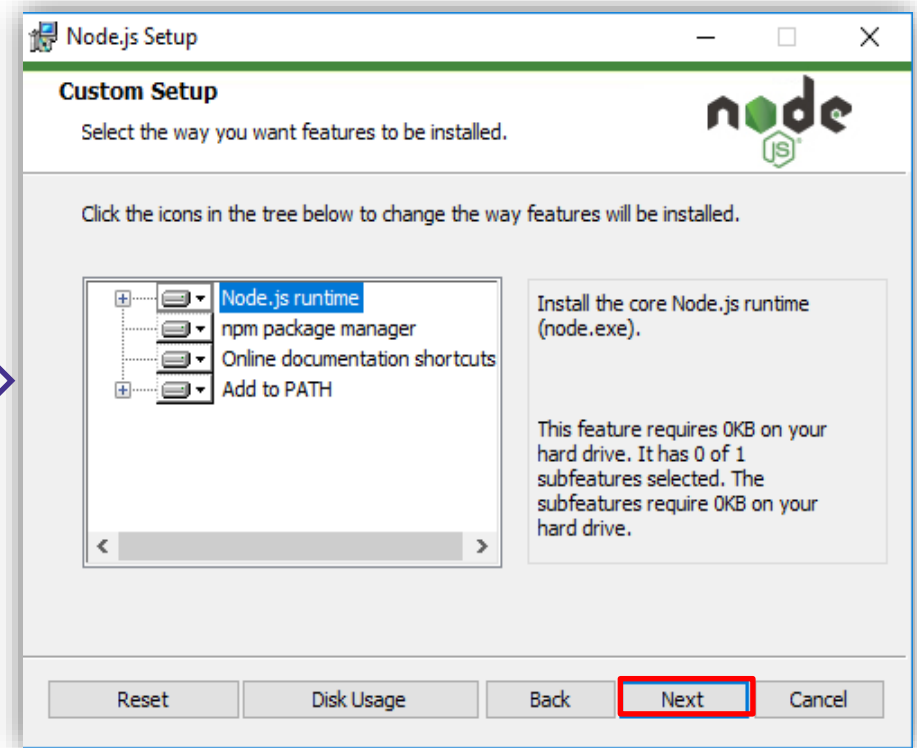 Node.js Setup
Custom Setup
Select the way you want features to be installed.
node
JS
Click the icons in the tree below to change the way features will be installed.
Node.js runtime
npm package manager
Online documentation shortcuts
Add to PATH
Install the core Node.js runtime
(node.exe).
This feature requires 0KB on your
hard drive. It has 0 of 1
subfeatures selected. The
subfeatures require 0KB on your
hard drive.
Reset
Disk Usage
Back
Next
Cancel